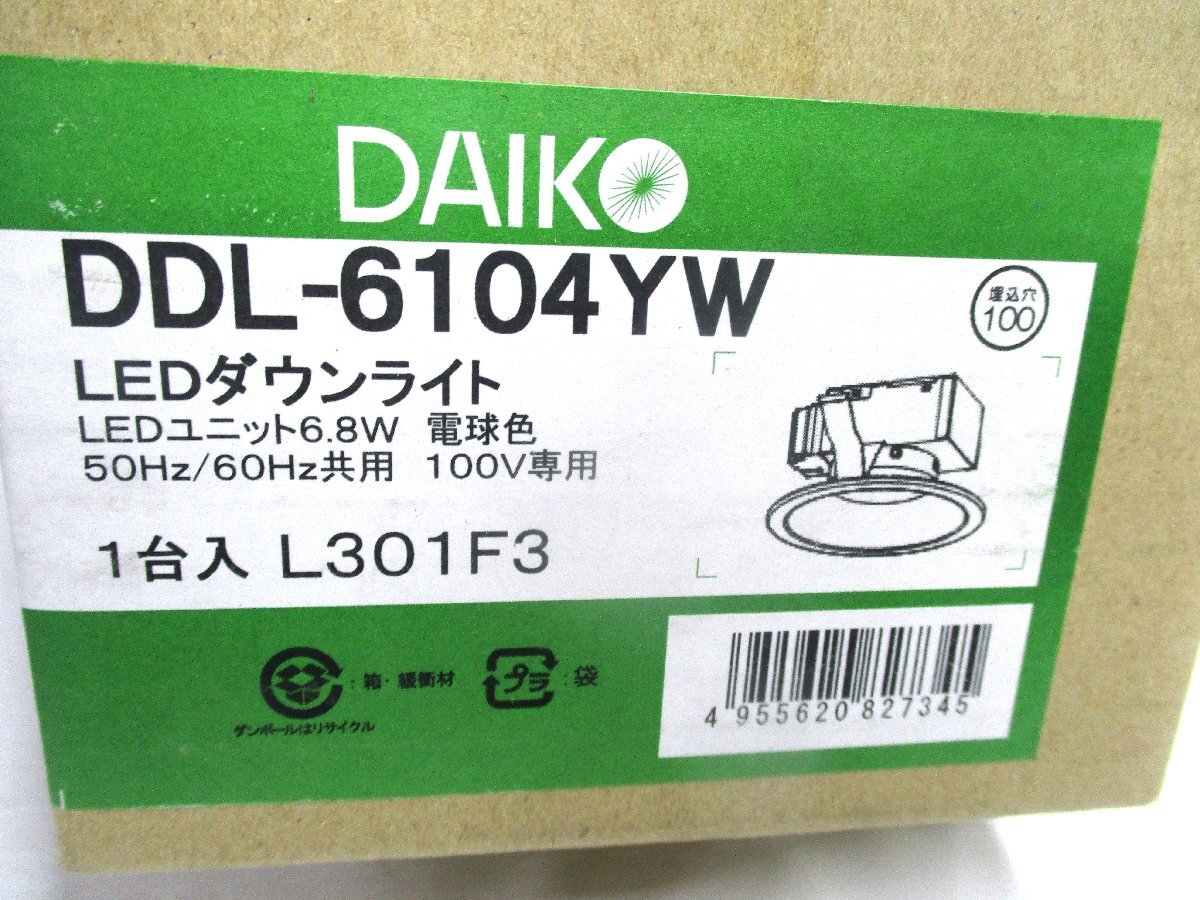 DAIKO
DDL-6104YW
埋込穴
100
LEDダウンライト
LEDユニット6.8W 電球色
50Hz/60Hz共用 100V専用
1台入 L301F3
:箱・緩衝材
プラ :袋
ダンボールはリサイクル
4 955620 827345